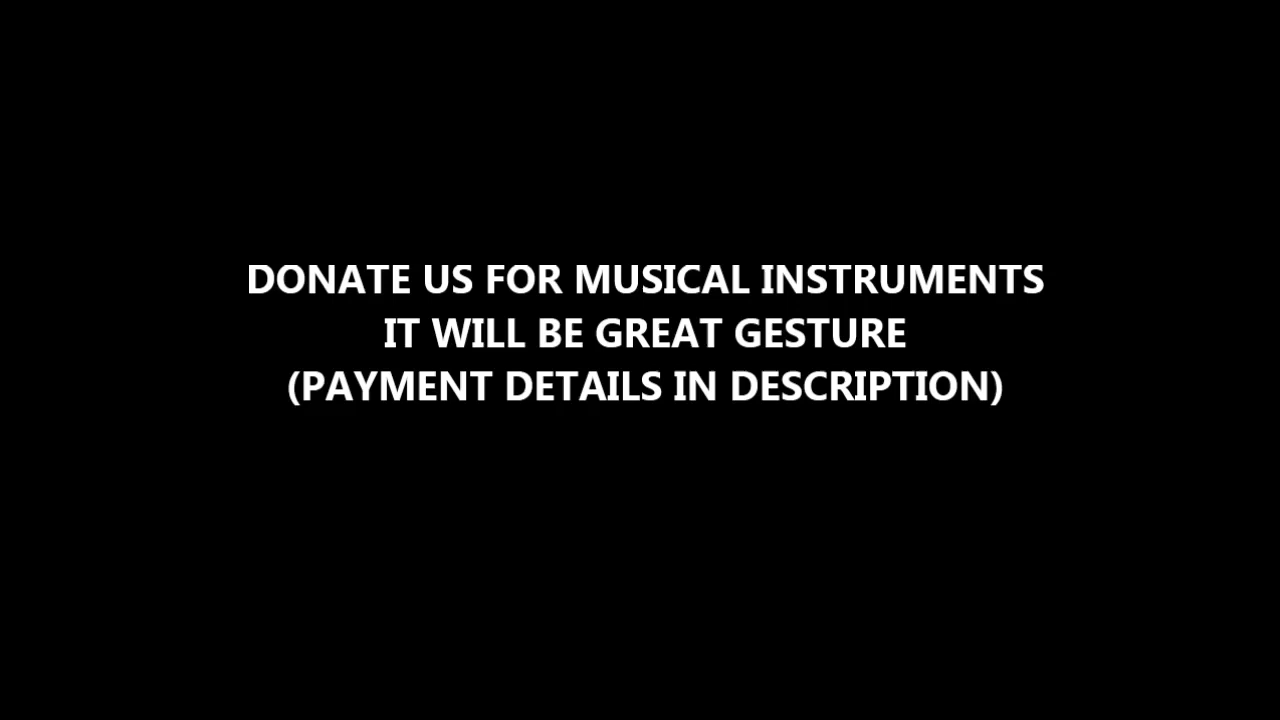 DONATE US FOR MUSICAL INSTRUMENTS
IT WILL BE GREAT GESTURE
(PAYMENT DETAILS IN DESCRIPTION)